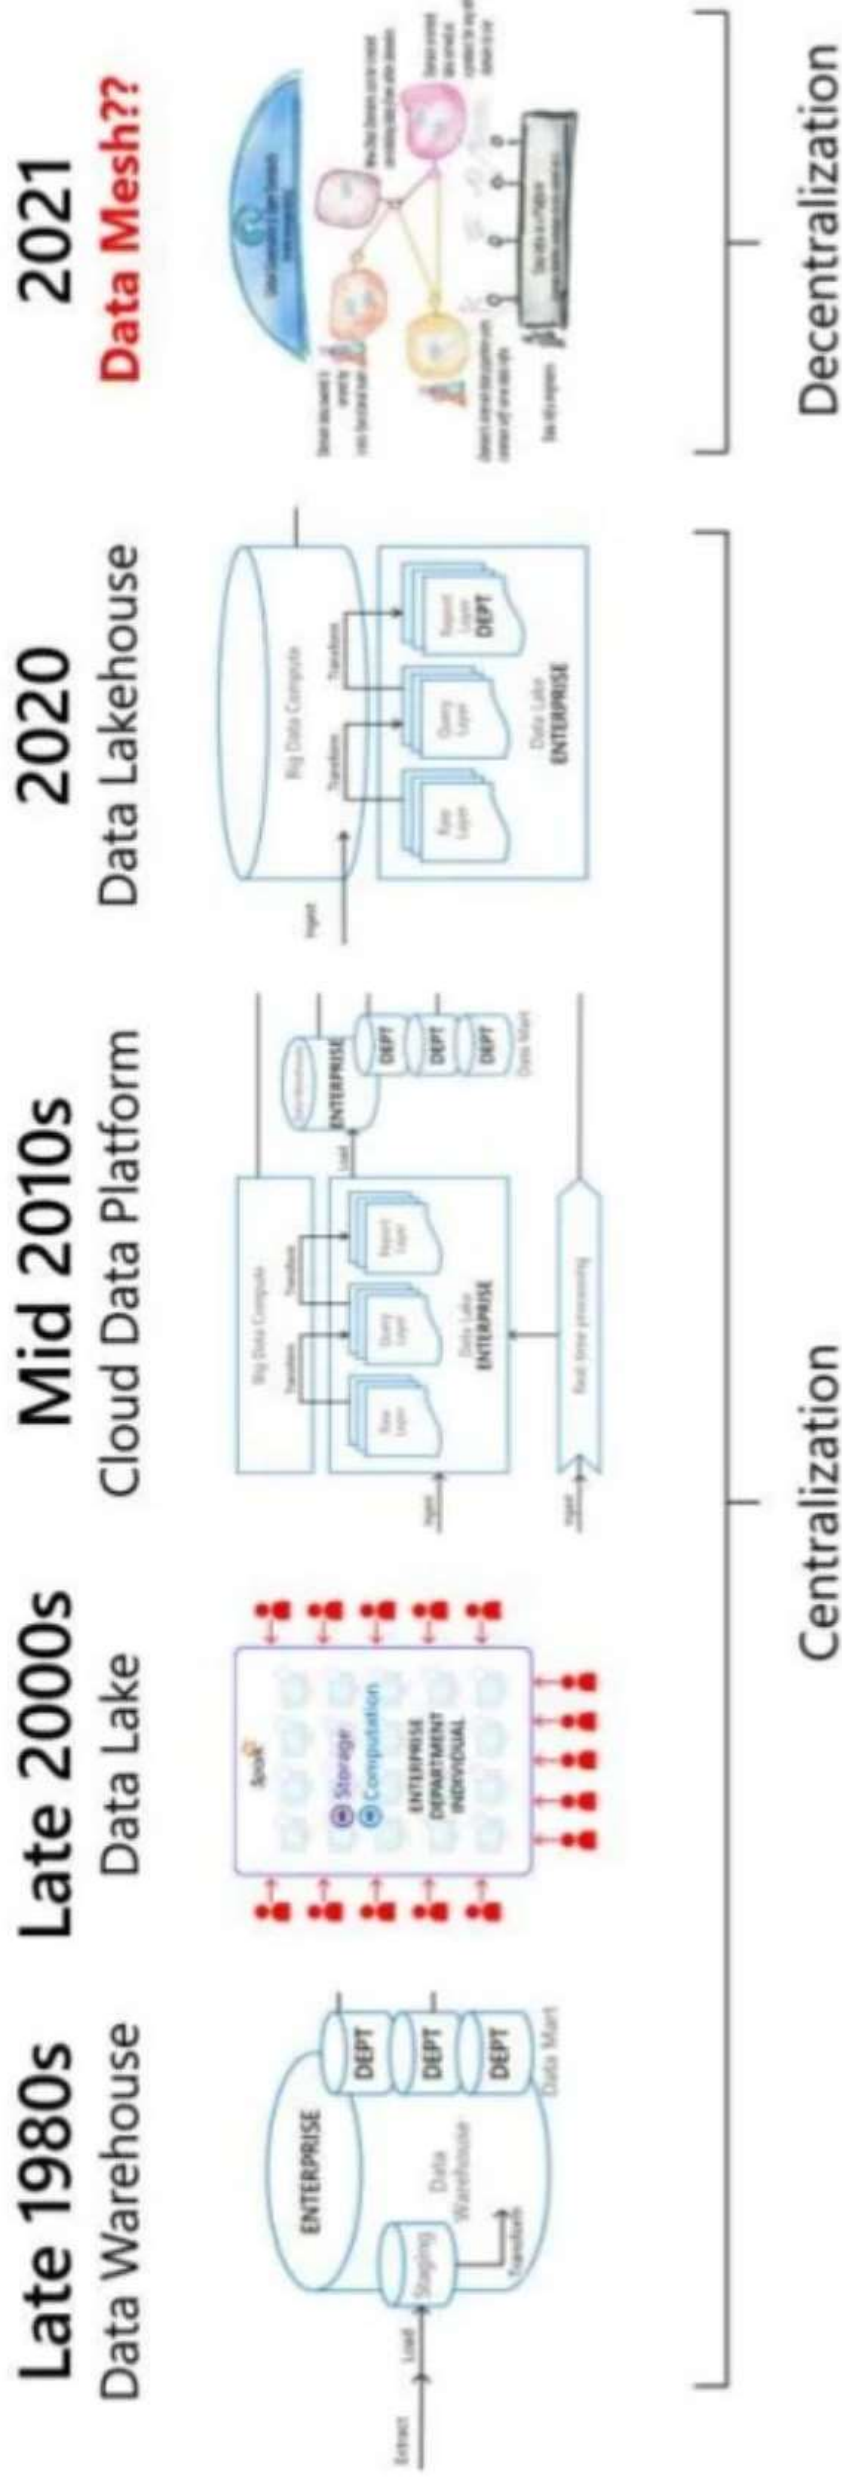 Late 1980s
Data Warehouse
Extract
Load
Staging
Transform
ENTERPRISE
Data
Warehouse
DEPT
DEPT
DEPT
Data Mart
Late 2000s
Data Lake
Spark
Storage
Computation
ENTERPRISE
DEPARTMENT
INDIVIDUAL
Mid 2010s
Cloud Data Platform
Big Data Compute
Transform
Transform
Ingest
Raw
Layer
Query
Layer
Report
Layer
Data Lake
ENTERPRISE
Load
ENTERPRISE
DEPT
DEPT
DEPT
Data Mart
Ingest
Real-time processing
2020
Data Lakehouse
Big Data Compute
Ingest
Transform
Transform
Raw
Layer
Query
Layer
Report
Layer
DEPT
Data Lake
ENTERPRISE
2021
Data Mesh??
Centralization
Decentralization